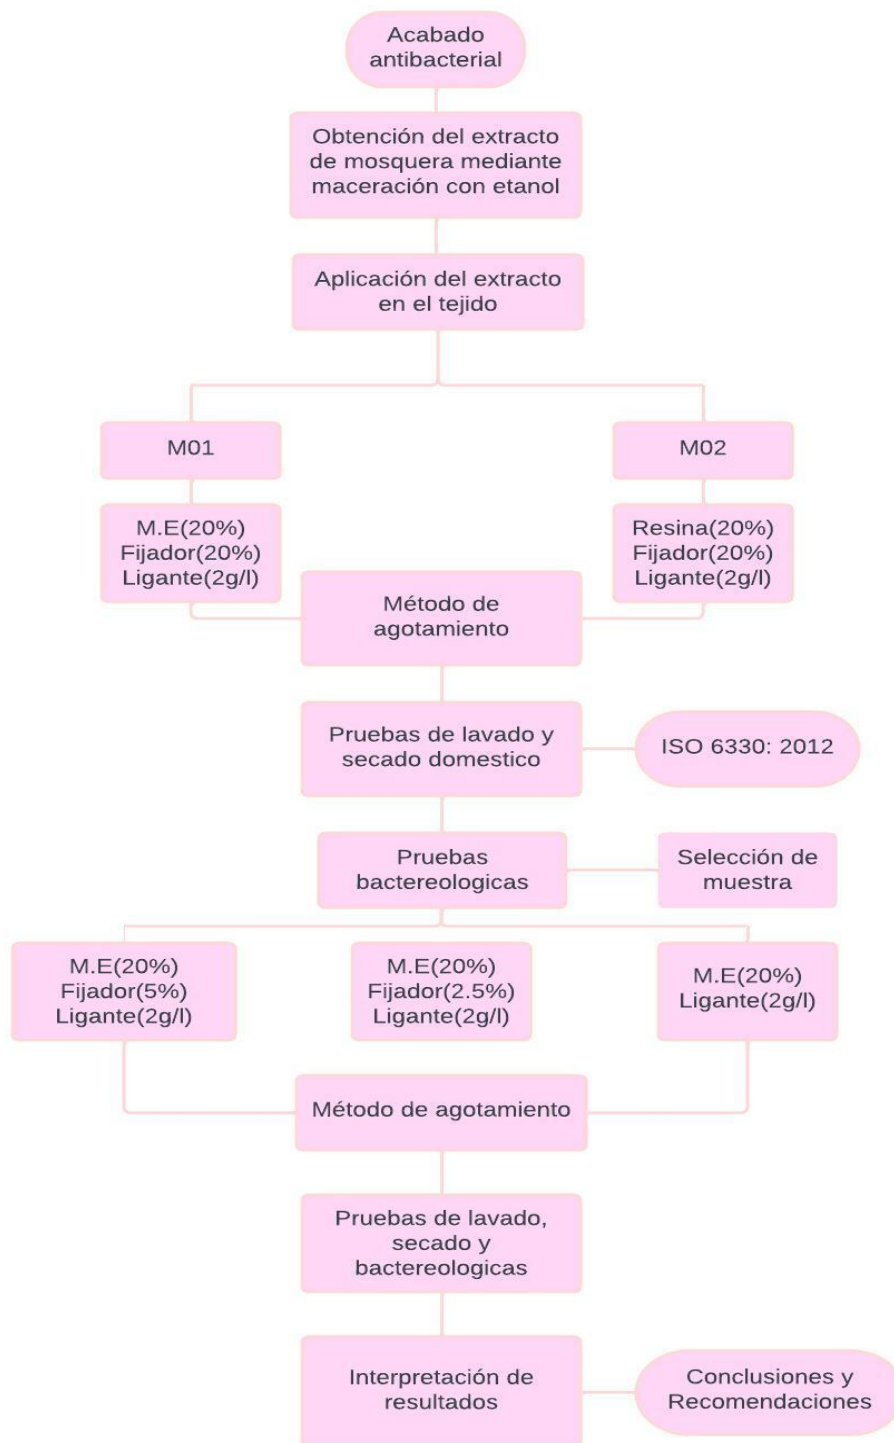 Acabado
antibacterial
Obtención del extracto
de mosquera mediante
maceración con etanol
Aplicación del extracto
en el tejido
M01
M02
M.E(20%)
Fijador(20%)
Ligante(2g/l)
Resina(20%)
Fijador(20%)
Ligante(2g/l)
Método de
agotamiento
Pruebas de lavado y
secado domestico
ISO 6330: 2012
Pruebas
bactereologicas
Selección de
muestra
M.E(20%)
Fijador(5%)
Ligante(2g/l)
M.E(20%)
Fijador(2.5%)
Ligante(2g/l)
M.E(20%)
Ligante(2g/l)
Método de agotamiento
Pruebas de lavado,
secado y
bactereologicas
Interpretación de
resultados
Conclusiones y
Recomendaciones